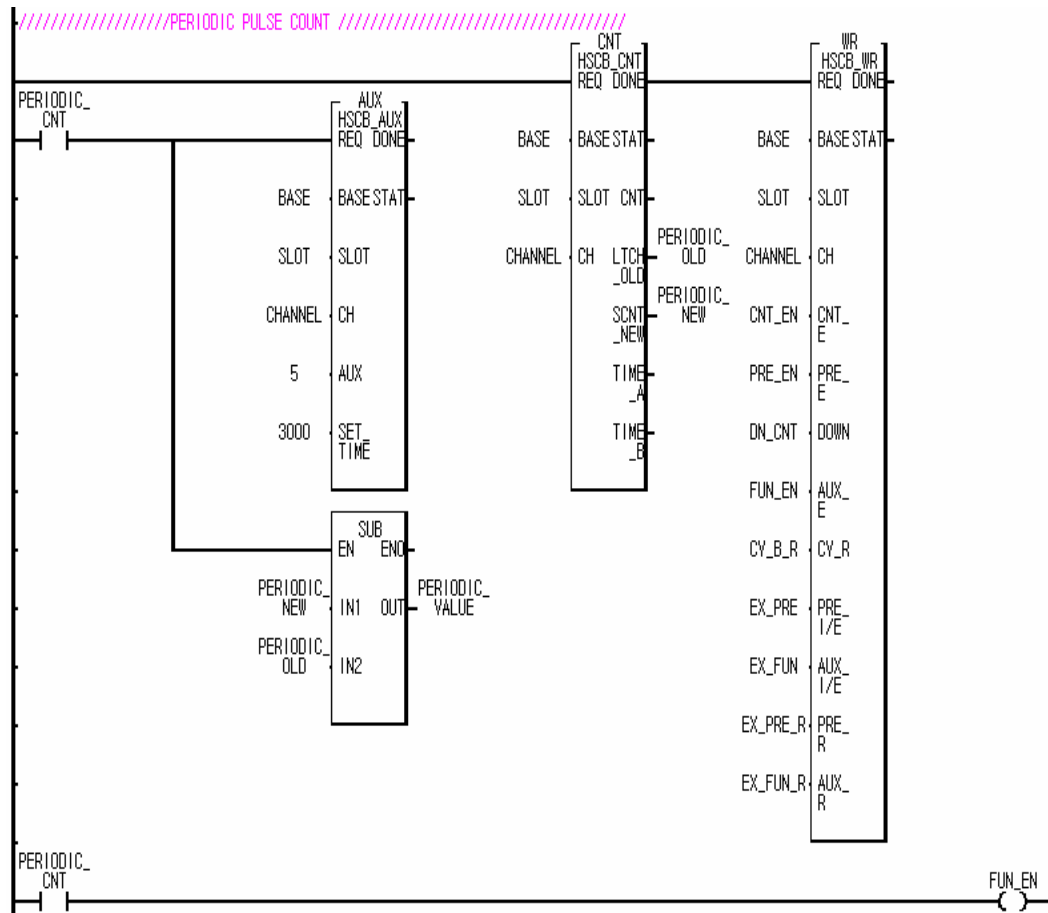 ///////////////////PERIODIC PULSE COUNT ////////////////////////////////////
CNT
HSCB_CNT
REQ DONE
BASE BASE STAT
SLOT SLOT CNT
CHANNEL CH LTCH
_OLD
PERIODIC_
OLD
SCNT
_NEW
PERIODIC_
NEW
TIME
_A
TIME
_B
WR
HSCB_WR
REQ DONE
BASE BASE STAT
SLOT SLOT
CHANNEL CH
CNT_EN CNT_
E
PRE_EN PRE_
E
DN_CNT DOWN
FUN_EN AUX_
E
CY_B_R CY_R
EX_PRE PRE_
I/E
EX_FUN AUX_
I/E
EX_PRE_R PRE_
R
EX_FUN_R AUX_
R
PERIODIC_
CNT
AUX
HSCB_AUX
REQ DONE
BASE BASE STAT
SLOT SLOT
CHANNEL CH
5 AUX
3000 SET_
TIME
SUB
EN ENO
PERIODIC_
NEW
IN1 OUT
PERIODIC_
VALUE
PERIODIC_
OLD
IN2
PERIODIC_
CNT
FUN_EN